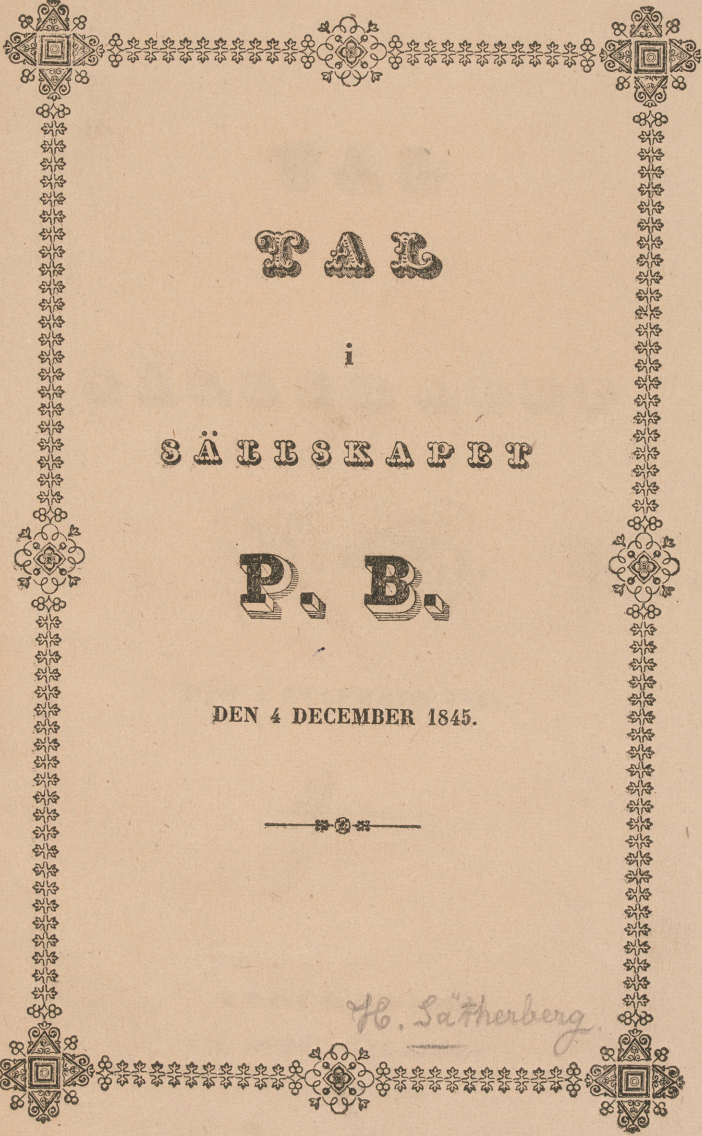 TAL
i
SÄLLSKAPET
P. B.
DEN 4 DECEMBER 1845.
H. Sätherberg.